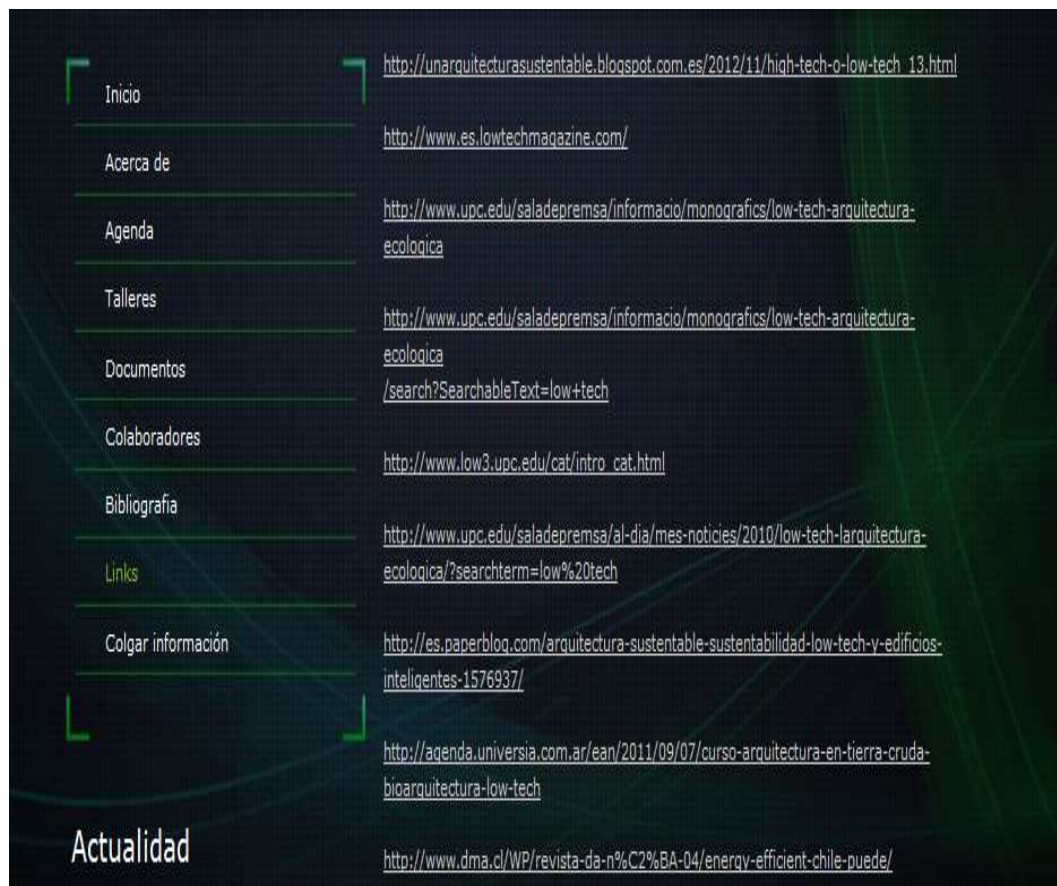 Inicio
Acerca de
Agenda
Talleres
Documentos
Colaboradores
Bibliografia
Links
Colgar información
Actualidad
http://unarquitecturasustentable.blogspot.com.es/2012/11/high-tech-o-low-tech_13.html
http://www.es.lowtechmagazine.com/
http://www.upc.edu/saladepremsa/informacio/monografics/low-tech-arquitectura-
ecologica
http://www.upc.edu/saladepremsa/informacio/monografics/low-tech-arquitectura-
ecologica
/search?SearchableText=low+tech
http://www.low3.upc.edu/cat/intro_cat.html
http://www.upc.edu/saladepremsa/al-dia/mes-noticies/2010/low-tech-larquitectura-
ecologica/?searchterm=low%20tech
http://es.paperblog.com/arquitectura-sustentable-sustentabilidad-low-tech-y-edificios-
inteligentes-1576937/
http://agenda.universia.com.ar/ean/2011/09/07/curso-arquitectura-en-tierra-cruda-
bioarquitectura-low-tech
http://www.dma.cl/WP/revista-da-n%C2%BA-04/energy-efficient-chile-puede/